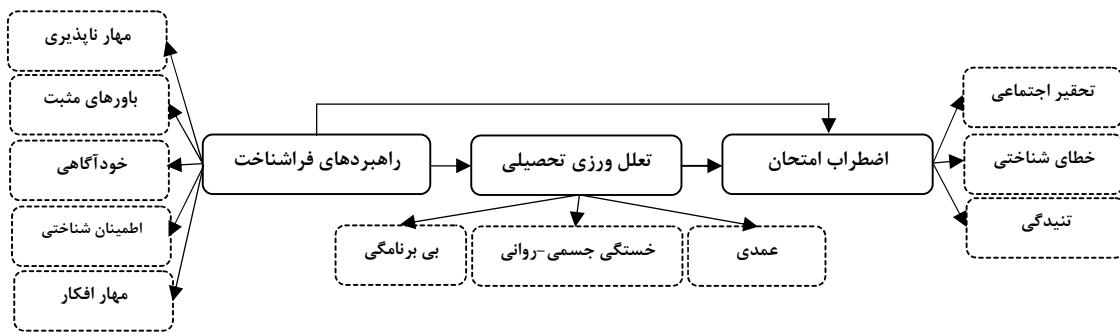 مهار ناپذیری
باورهای مثبت
خودآگاهی
اطمینان شناختی
مهار افکار
راهبردهای فراشناخت
تعلل ورزی تحصیلی
اضطراب امتحان
بی برنامگی
خستگی جسمی-روانی
عمدی
تحقیر اجتماعی
خطای شناختی
تنیدگی